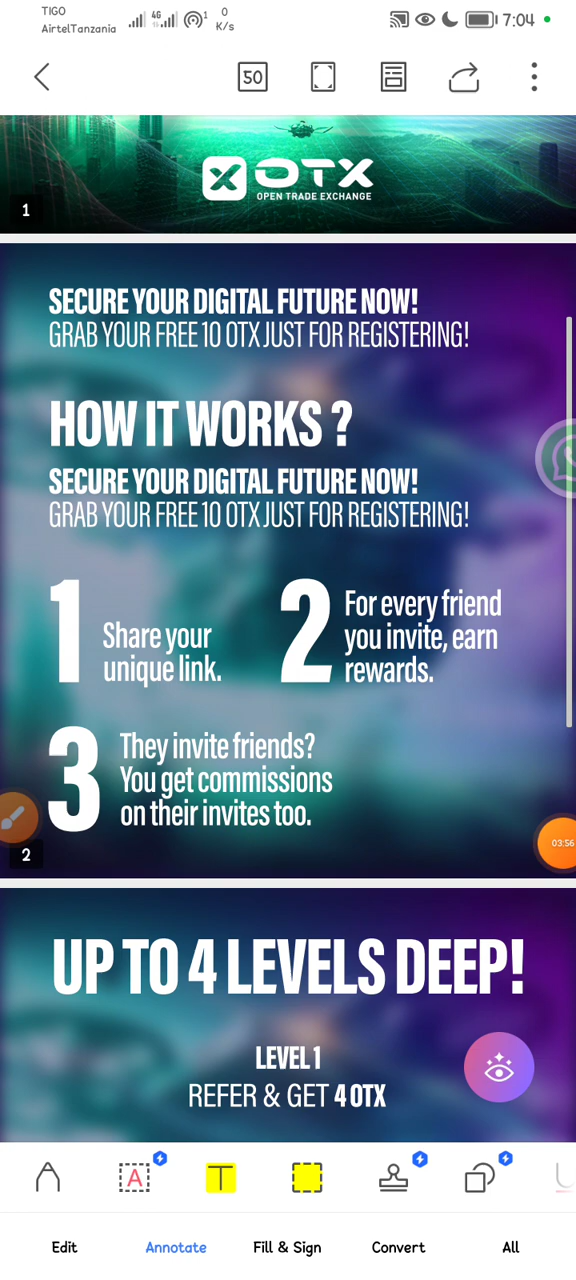 TIGO
AirtelTanzania
4G
1
0
K/s
7:04
50
OTX
OPEN TRADE EXCHANGE
1
SECURE YOUR DIGITAL FUTURE NOW!
GRAB YOUR FREE 10 OTX JUST FOR REGISTERING!
HOW IT WORKS ?
SECURE YOUR DIGITAL FUTURE NOW!
GRAB YOUR FREE 10 OTX JUST FOR REGISTERING!
1
Share your
unique link.
2
For every friend
you invite, earn
rewards.
3
They invite friends?
You get commissions
on their invites too.
03:56
2
UP TO 4 LEVELS DEEP!
LEVEL 1
REFER & GET 4 OTX
A
T
U
Edit
Annotate
Fill & Sign
Convert
All